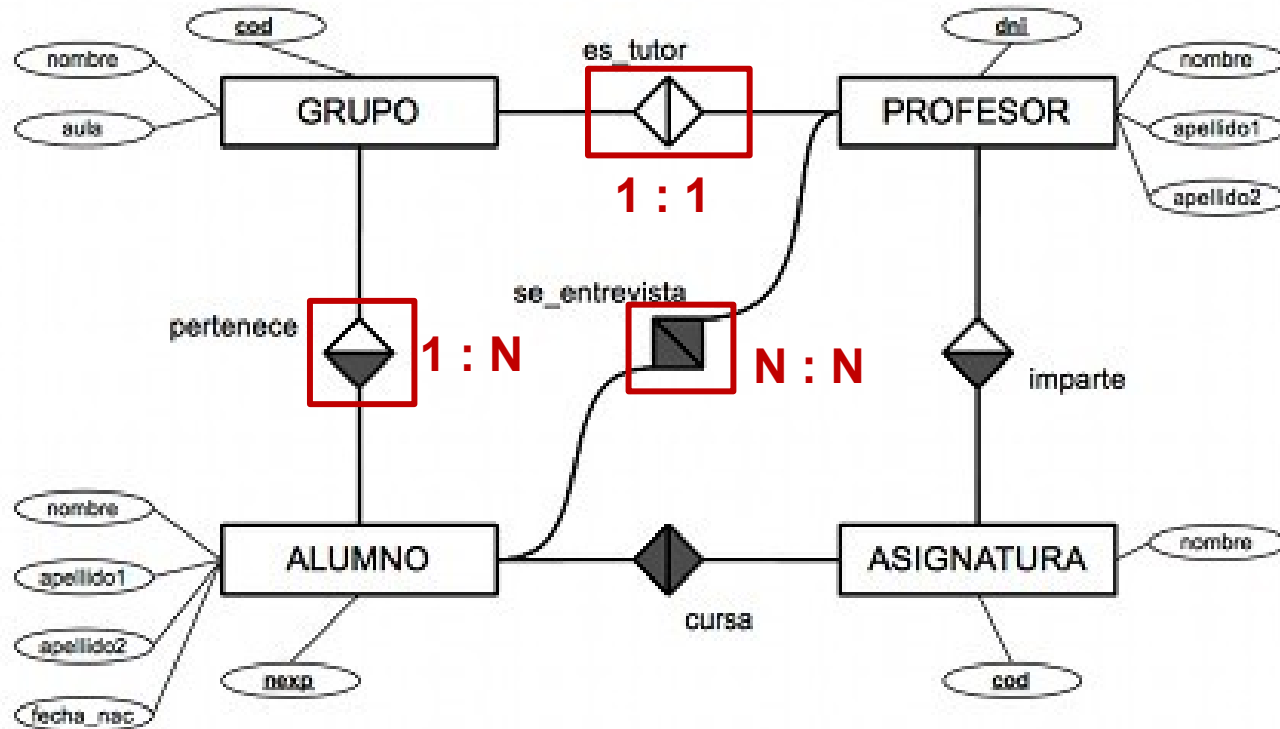 cod
nombre
aula
GRUPO
es_tutor
1 : 1
dni
PROFESOR
nombre
apellido1
apellido2
pertenece
1 : N
se_entrevista
N : N
imparte
nombre
apellido1
apellido2
fecha_nac
ALUMNO
nexp
cursa
ASIGNATURA
nombre
cod